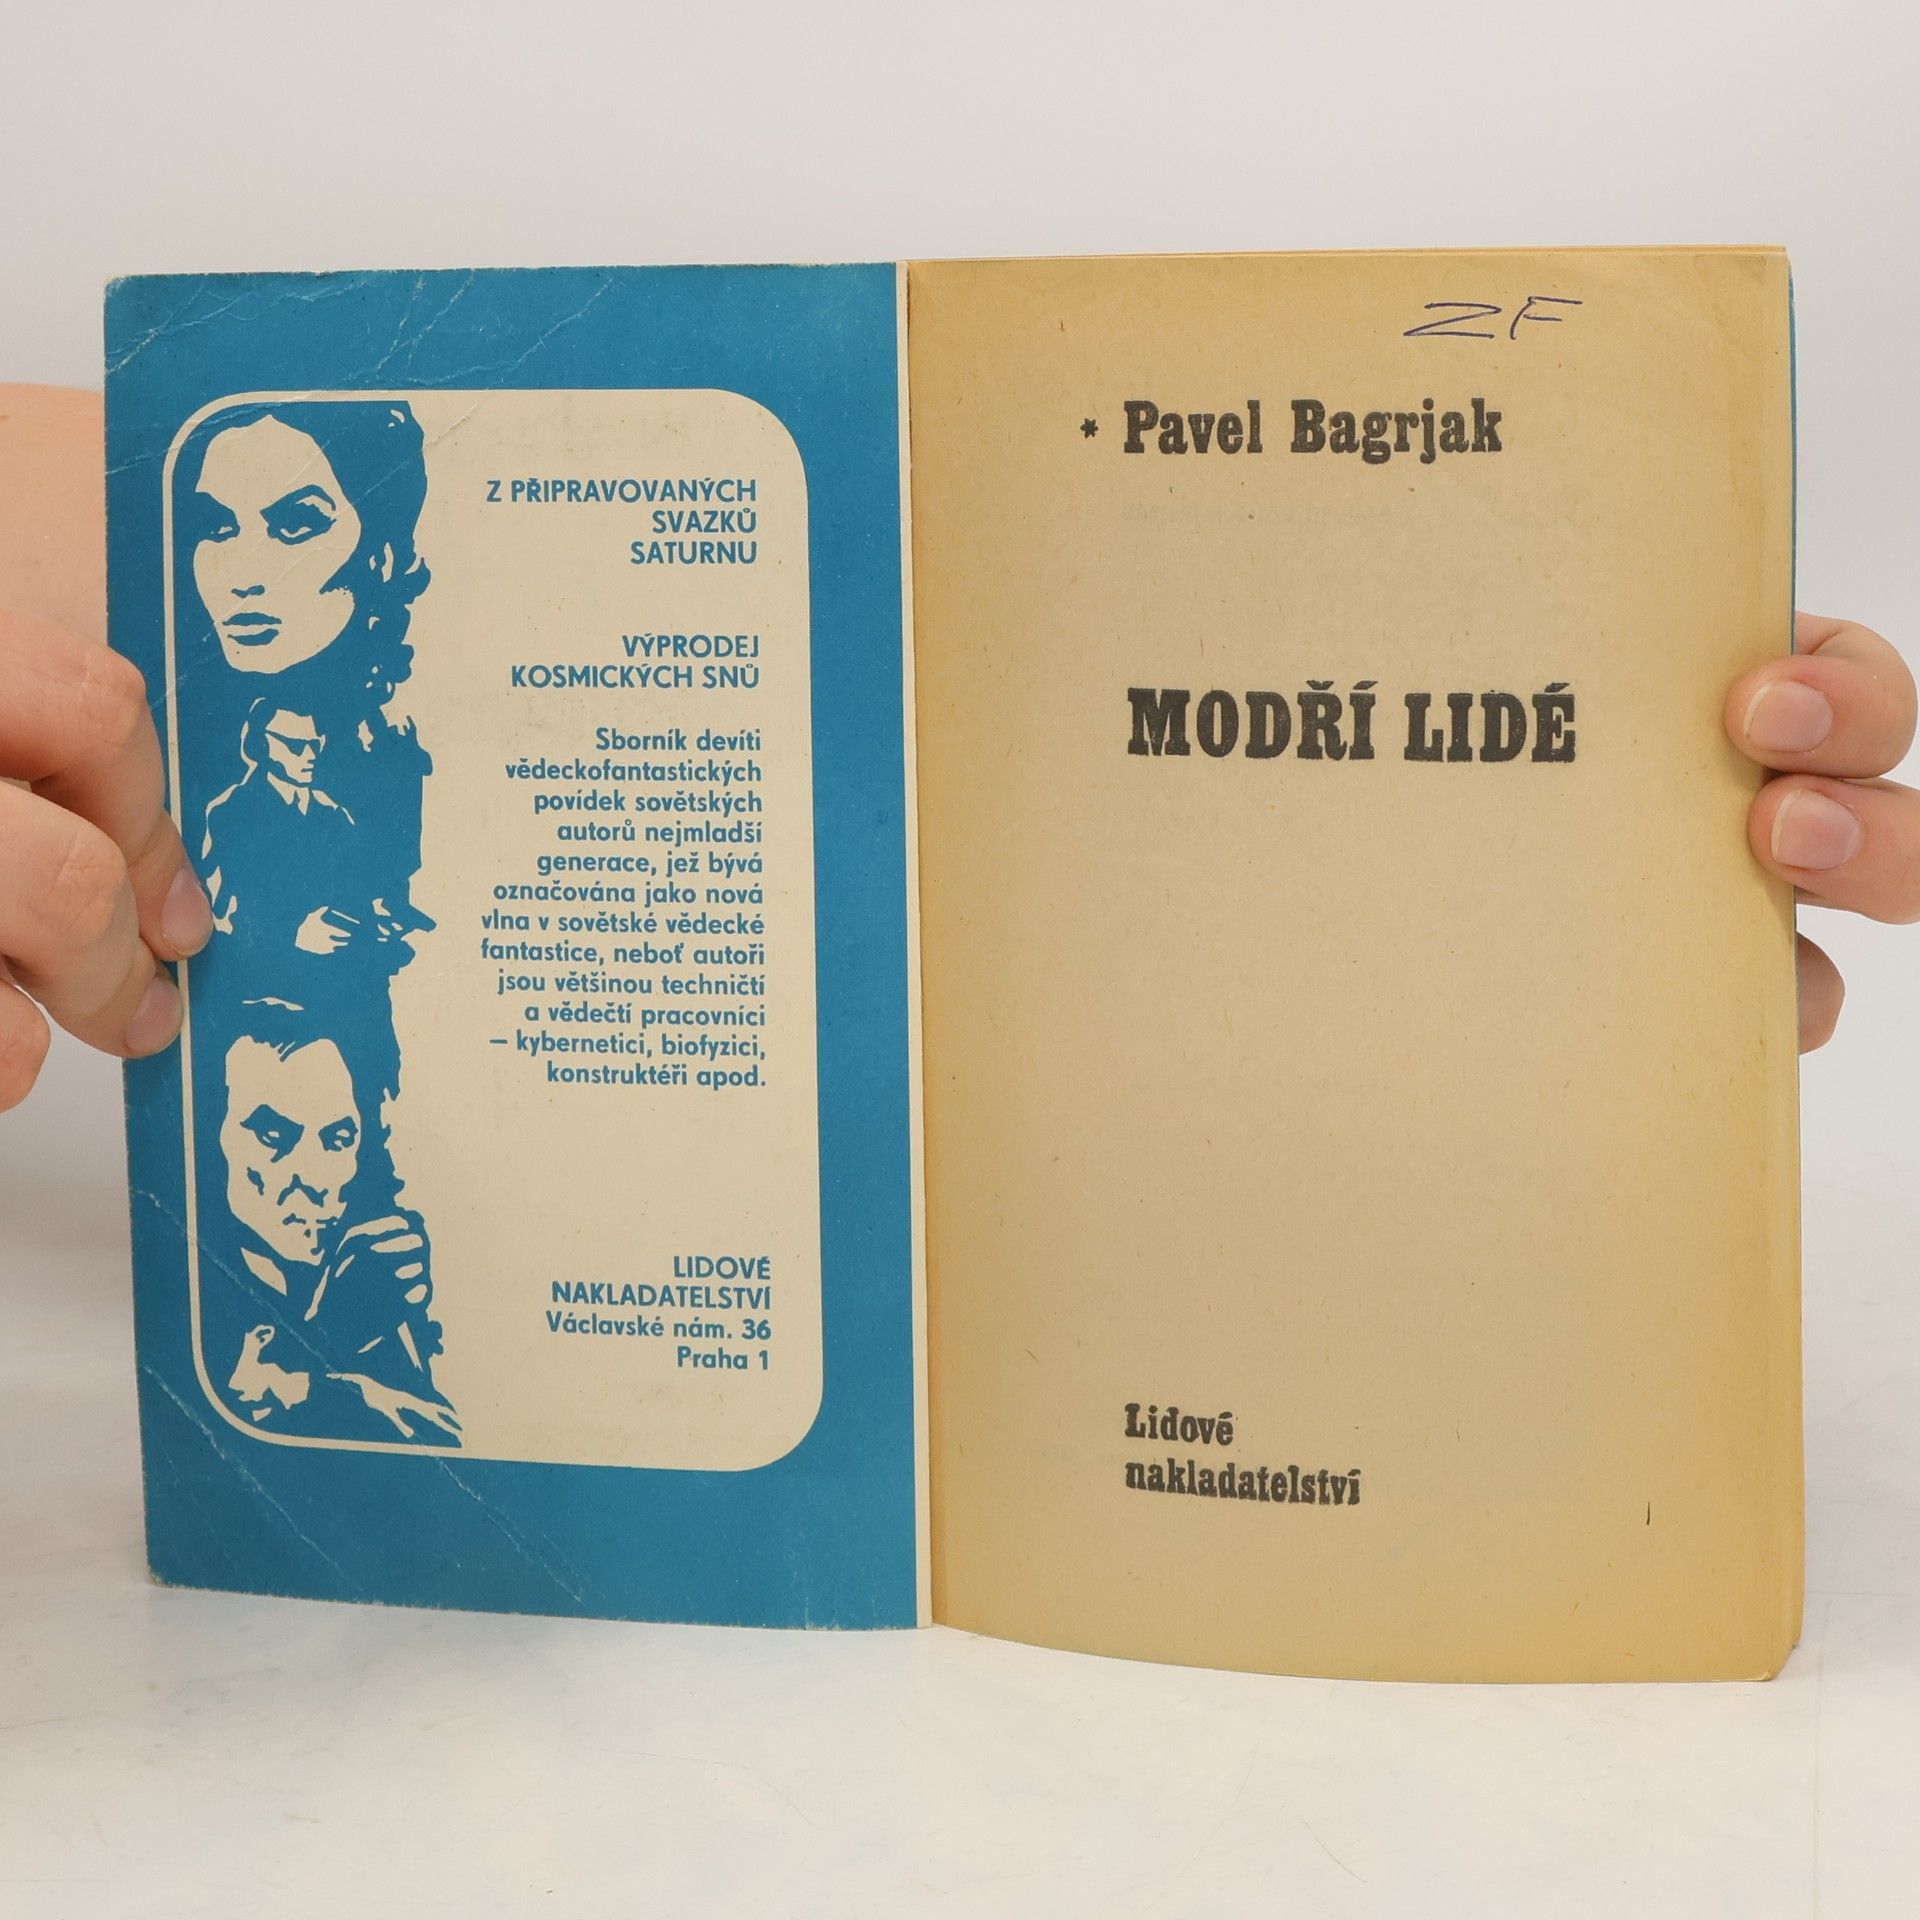 Z PŘIPRAVOVANÝCH
SVAZKŮ
SATURNU
VÝPRODEJ
KOSMICKÝCH SNŮ
Sborník devíti
vědeckofantastických
povídek sovětských
autorů nejmladší
generace, jež bývá
označována jako nová
vlna v sovětské vědecké
fantastice, neboť autoři
jsou většinou techničtí
a vědečtí pracovníci
– kybernetici, biofyzici,
konstruktéři apod.
LIDOVÉ
NAKLADATELSTVÍ
Václavské nám. 36
Praha 1
ZF
* Pavel Bagrjak
MODŘÍ LIDÉ
Lidové
nakladatelství